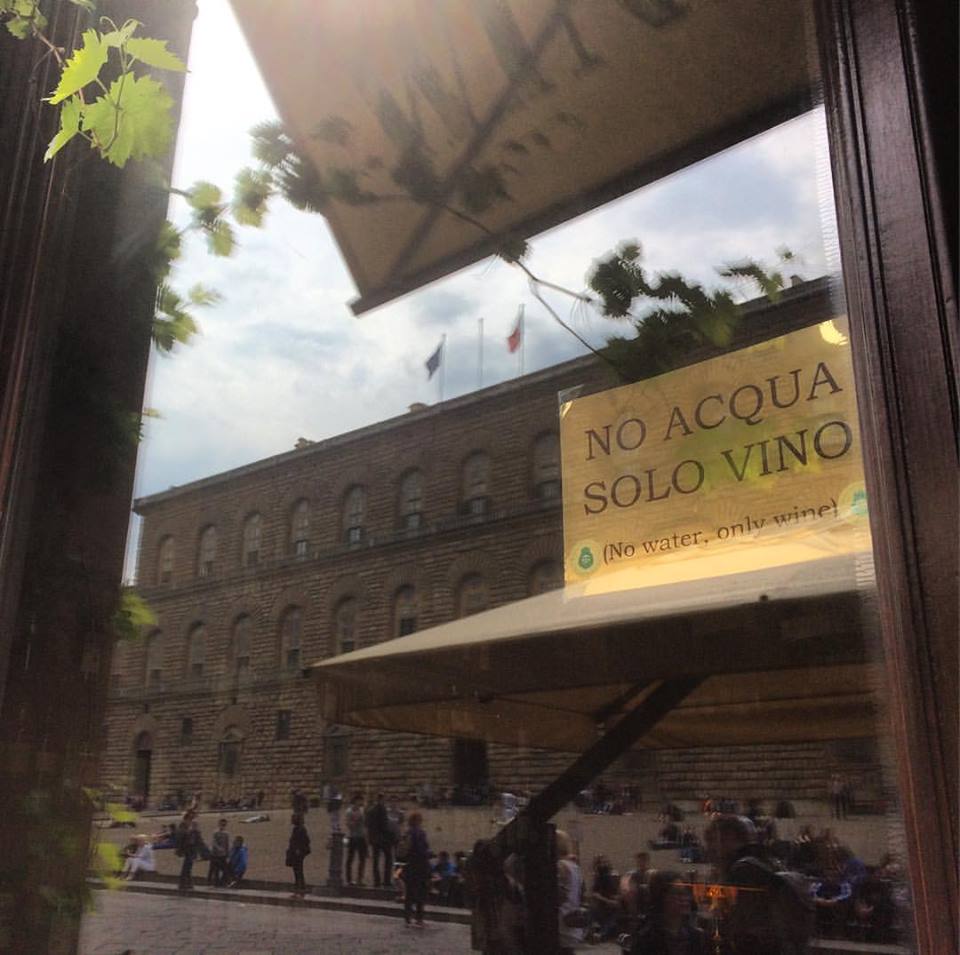 NO ACQUA
SOLO VINO
(No water, only wine)